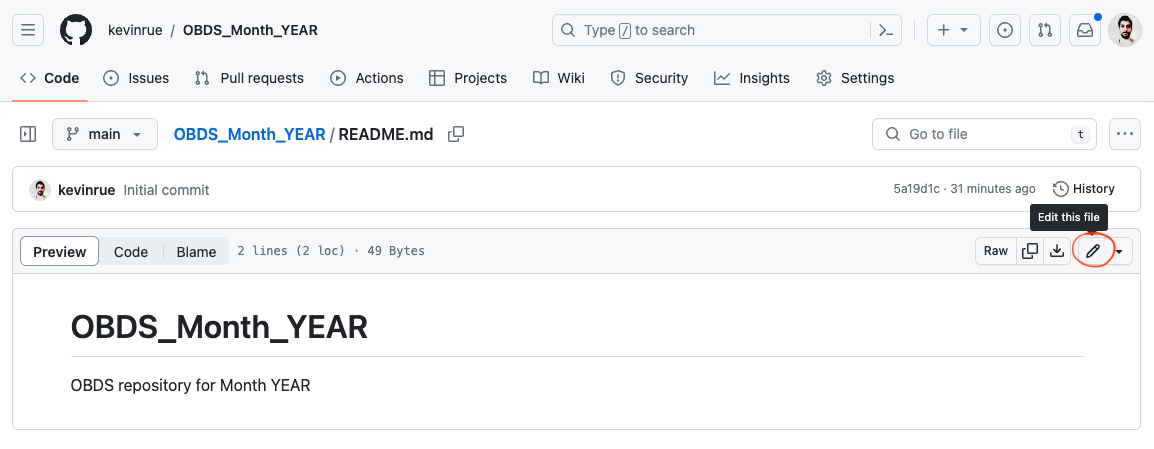 kevinrue / OBDS_Month_YEAR
Type / to search
Code Issues Pull requests Actions Projects Wiki Security Insights Settings
main OBDS_Month_YEAR / README.md
Go to file t
kevinrue Initial commit
5a19d1c · 31 minutes ago History
Edit this file
Preview Code Blame 2 lines (2 loc) · 49 Bytes
Raw
OBDS_Month_YEAR
OBDS repository for Month YEAR